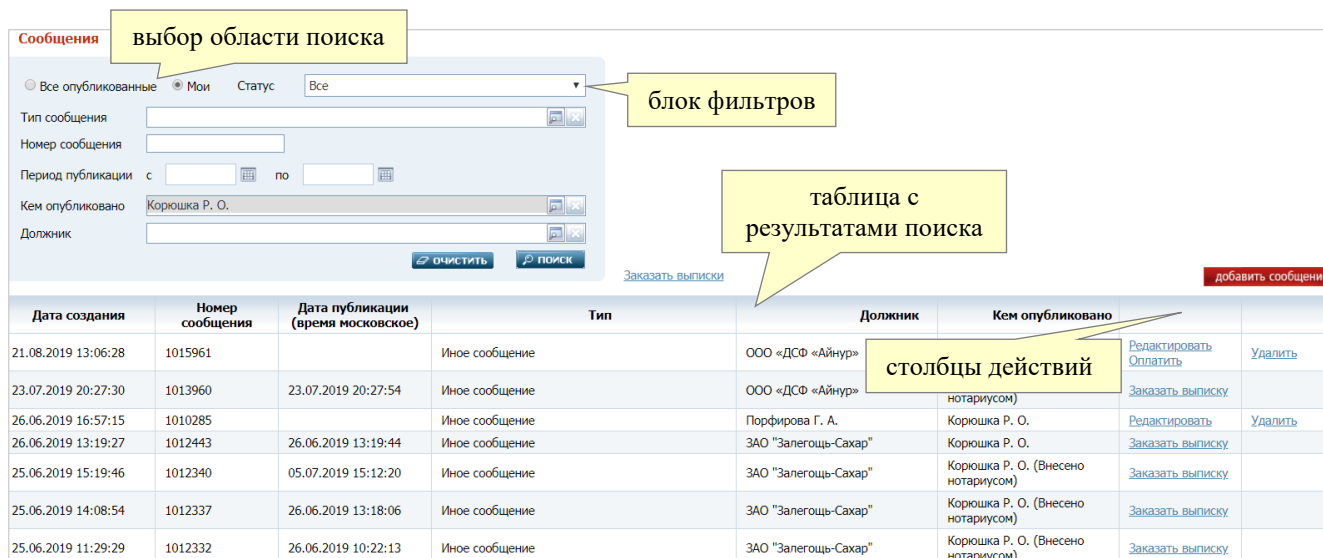 Сообщения
выбор области поиска
Все опубликованные Мои Статус Все
блок фильтров
Тип сообщения
Номер сообщения
Период публикации с по
Кем опубликовано Корюшка Р. О.
Должник
очистить поиск
таблица с
результатами поиска
Заказать выписки
добавить сообщени
Дата создания Номер сообщения Дата публикации (время московское) Тип Должник Кем опубликовано
21.08.2019 13:06:28 1015961 Иное сообщение ООО «ДСФ «Айнур» Редактировать Удалить
Оплатить
столбцы действий
23.07.2019 20:27:30 1013960 23.07.2019 20:27:54 Иное сообщение ООО «ДСФ «Айнур» нотариусом) Заказать выписку
26.06.2019 16:57:15 1010285 Иное сообщение Порфирова Г. А. Корюшка Р. О. Редактировать Удалить
26.06.2019 13:19:27 1012443 26.06.2019 13:19:44 Иное сообщение ЗАО "Залегощь-Сахар" Корюшка Р. О. Заказать выписку
25.06.2019 15:19:46 1012340 05.07.2019 15:12:20 Иное сообщение ЗАО "Залегощь-Сахар" Корюшка Р. О. (Внесено нотариусом) Заказать выписку
25.06.2019 14:08:54 1012337 26.06.2019 13:18:06 Иное сообщение ЗАО "Залегощь-Сахар" Корюшка Р. О. (Внесено нотариусом) Заказать выписку
25.06.2019 11:29:29 1012332 26.06.2019 10:22:13 Иное сообщение ЗАО "Залегощь-Сахар" Корюшка Р. О. (Внесено нотариусом) Заказать выписку